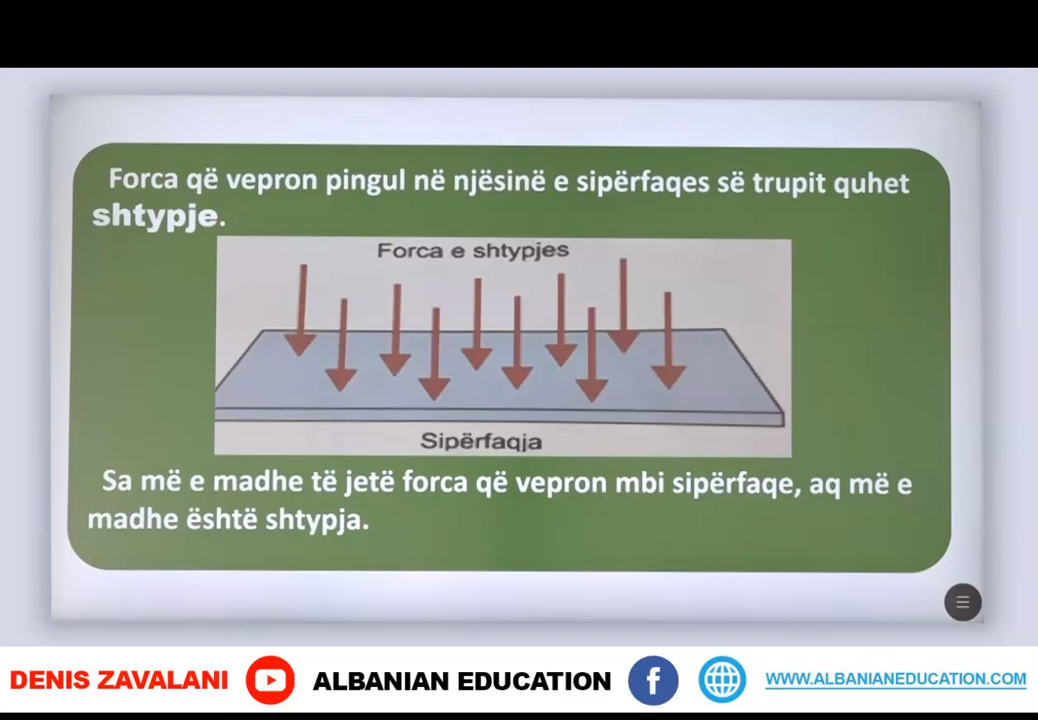 Forca që vepron pingul në njësinë e sipërfaqes së trupit quhet
shtypje.
Forca e shtypjes
Sipërfaqja
Sa më e madhe të jetë forca që vepron mbi sipërfaqe, aq më e
madhe është shtypja.
DENIS ZAVALANI ALBANIAN EDUCATION WWW.ALBANIANEDUCATION.COM